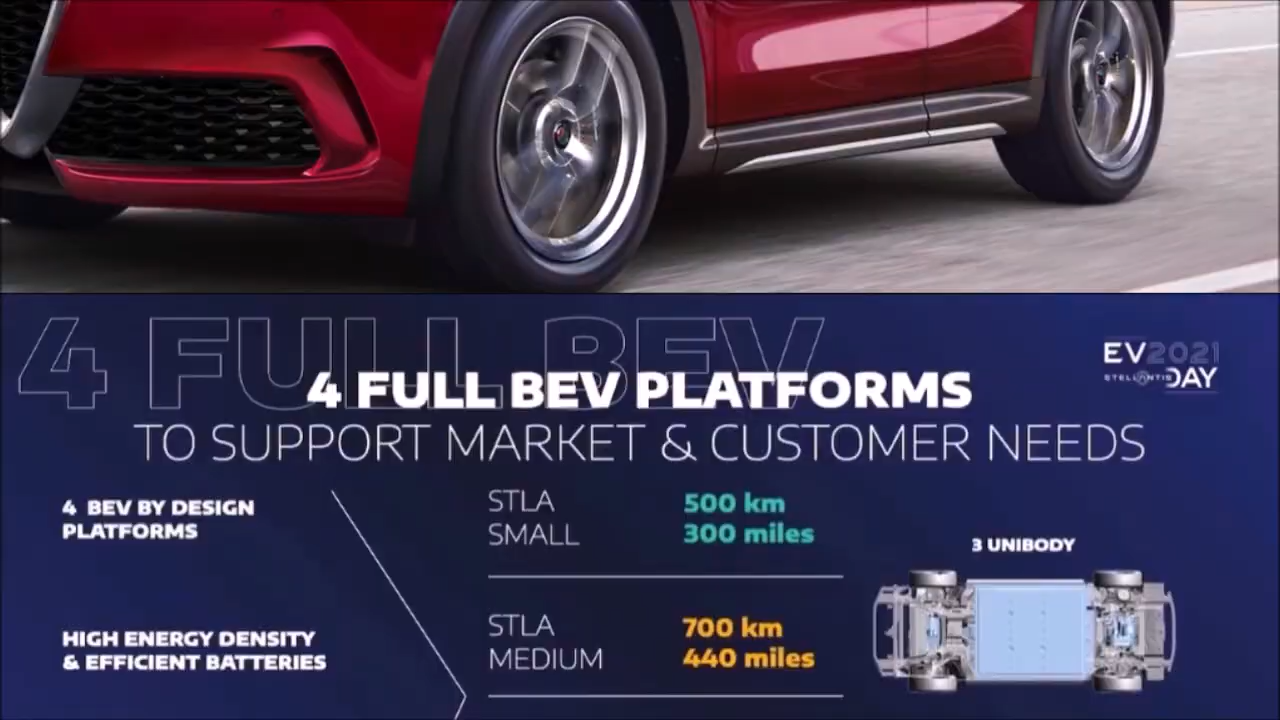 4 FULL BEV
4 FULL BEV PLATFORMS
TO SUPPORT MARKET & CUSTOMER NEEDS
EV2021
STELLANTIS DAY
4 BEV BY DESIGN
PLATFORMS
HIGH ENERGY DENSITY
& EFFICIENT BATTERIES
STLA
SMALL
500 km
300 miles
STLA
MEDIUM
700 km
440 miles
3 UNIBODY